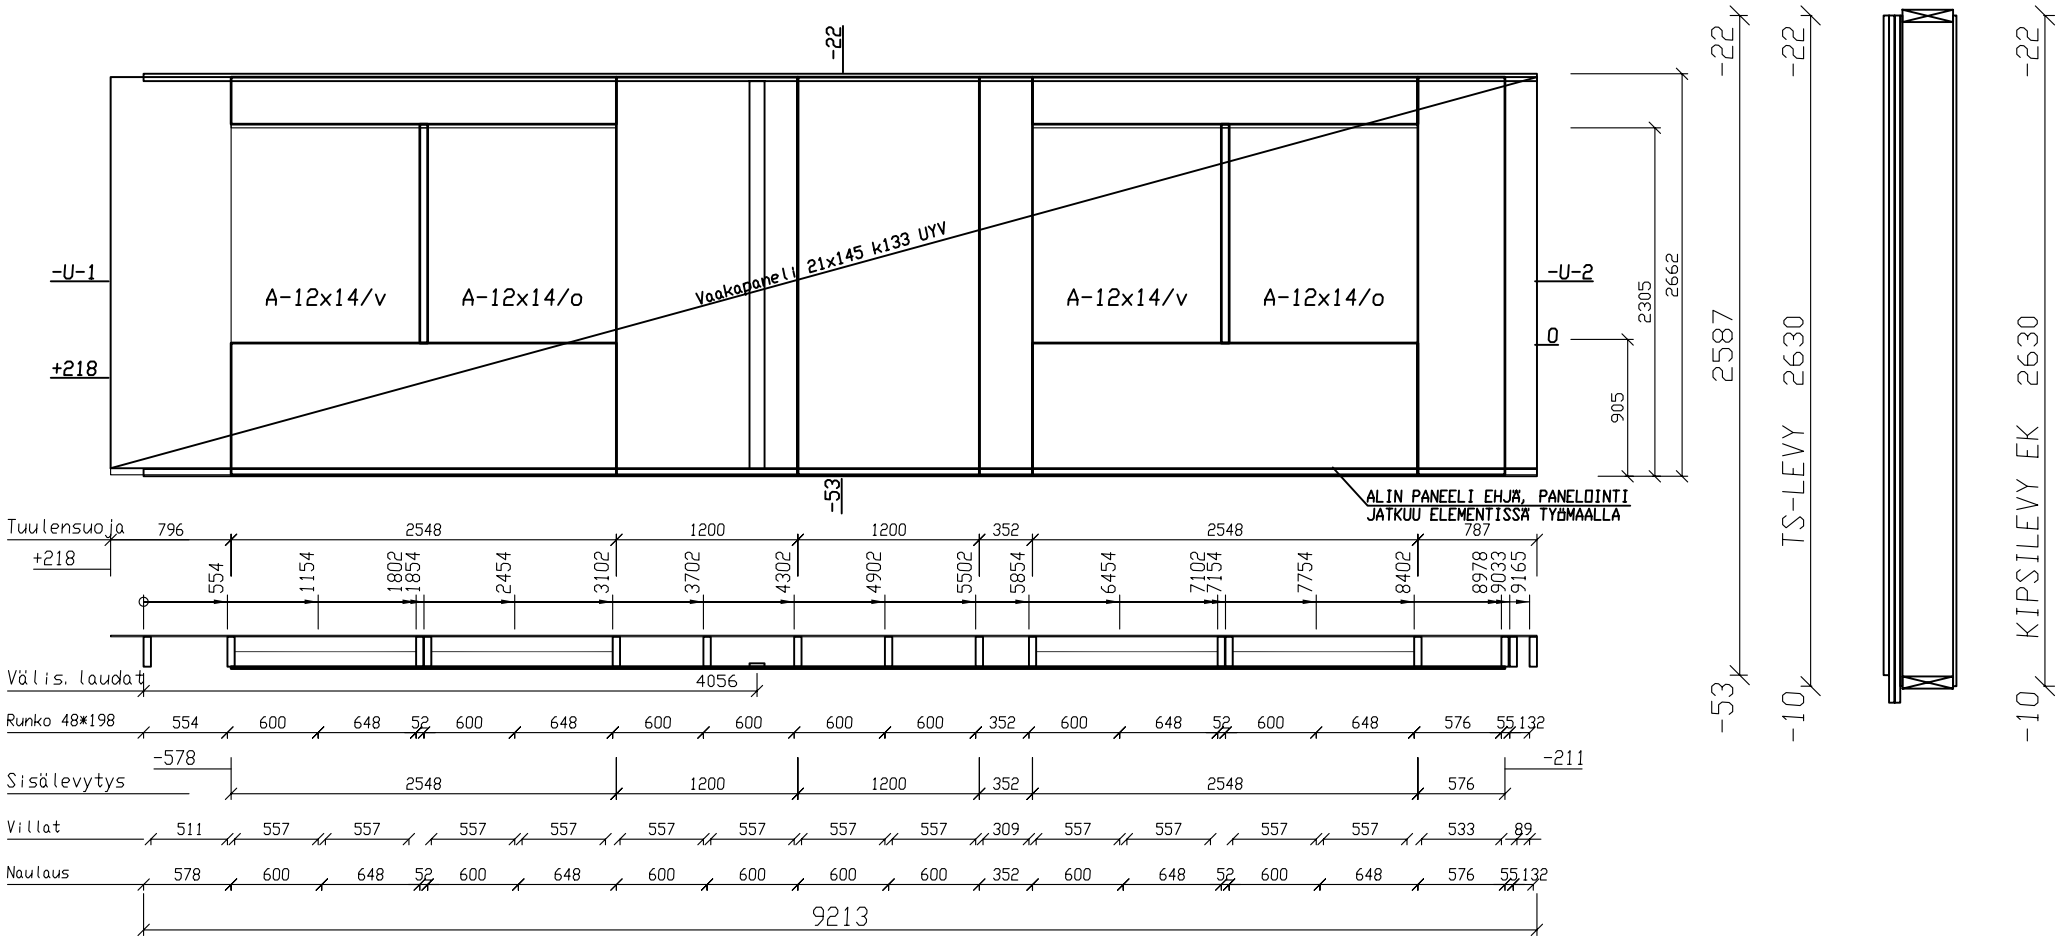 -22
-U-1
+218
A-12x14/v
A-12x14/o
Vaakapaneli 21x145 k133 UYV
A-12x14/v
A-12x14/o
-U-2
0
905
2305
2662
-53
ALIN PANEELI EHJÄ, PANELOINTI
JATKUU ELEMENTISSÄ TYÖMAALLA
-22
2587
-53
-22
TS-LEVY 2630
-10
-22
KIPSILEVY EK 2630
-10
Tuulensuoja 796 2548 1200 1200 352 2548 787
+218
554 1154 1802 1854 2454 3102 3702 4302 4902 5502 5854 6454 7102 7154 7754 8402 8978 9033 9165
Välis. laudat 4056
Runko 48*198 554 600 648 52 600 648 600 600 600 600 352 600 648 52 600 648 576 55 132
-578 -211
Sisälevytys 2548 1200 1200 352 2548 576
Villat 511 557 557 557 557 557 557 557 557 309 557 557 557 557 533 89
Naulaus 578 600 648 52 600 648 600 600 600 600 352 600 648 52 600 648 576 55 132
9213